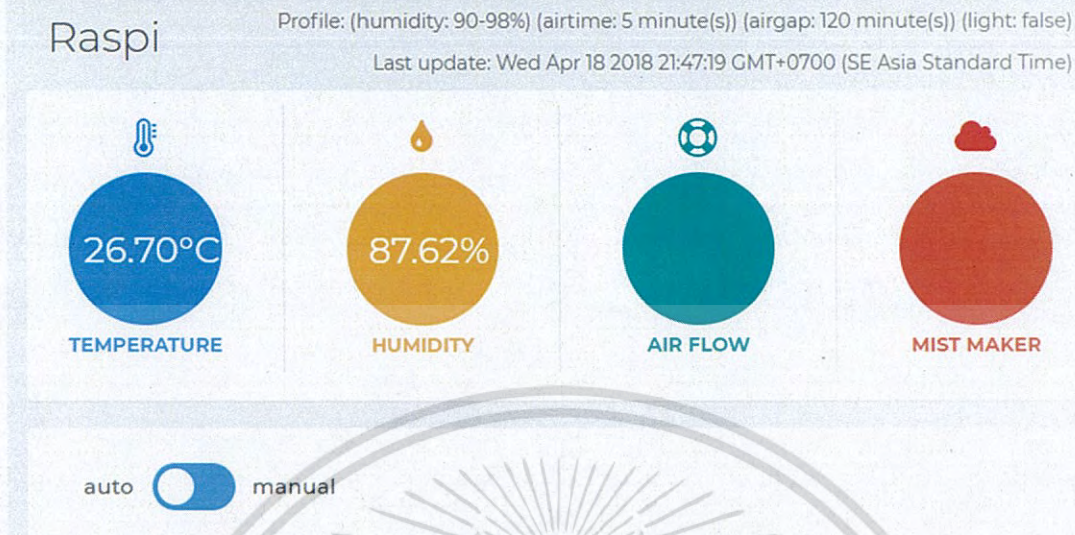 Raspi
Profile: (humidity: 90-98%) (airtime: 5 minute(s)) (airgap: 120 minute(s)) (light: false)
Last update: Wed Apr 18 2018 21:47:19 GMT+0700 (SE Asia Standard Time)
26.70°C
87.62%
TEMPERATURE
HUMIDITY
AIR FLOW
MIST MAKER
auto
manual